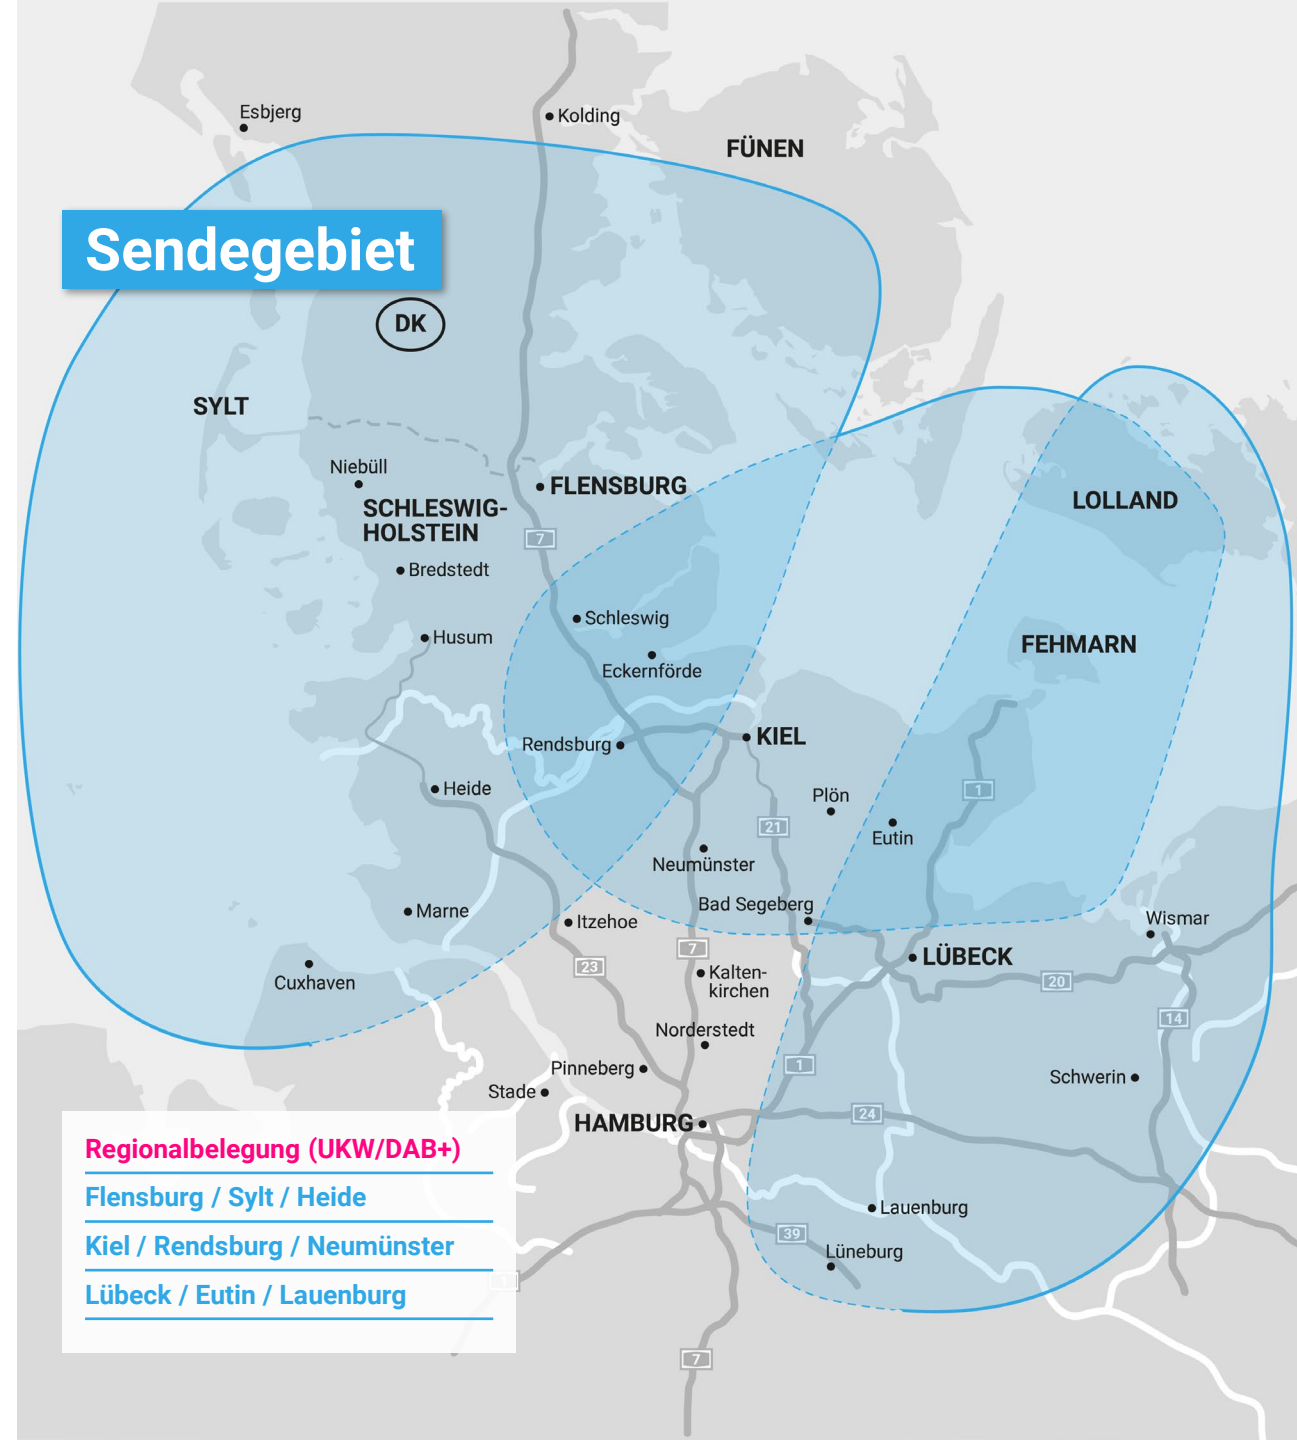 Esbjerg
Kolding
FÜNEN
Sendegebiet
DK
SYLT
Niebüll
FLENSBURG
LOLLAND
SCHLESWIG-
HOLSTEIN
7
Bredstedt
Schleswig
Husum
FEHMARN
Eckernförde
KIEL
Rendsburg
Heide
1
Plön
21
Eutin
Neumünster
Bad Segeberg
Marne
Itzehoe
Wismar
7
LÜBECK
23
Kalten-
kirchen
Cuxhaven
20
14
Norderstedt
Pinneberg
1
Schwerin
Stade
24
HAMBURG
Regionalbelegung (UKW/DAB+)
Flensburg / Sylt / Heide
Lauenburg
39
Kiel / Rendsburg / Neumünster
Lüneburg
1
Lübeck / Eutin / Lauenburg
7